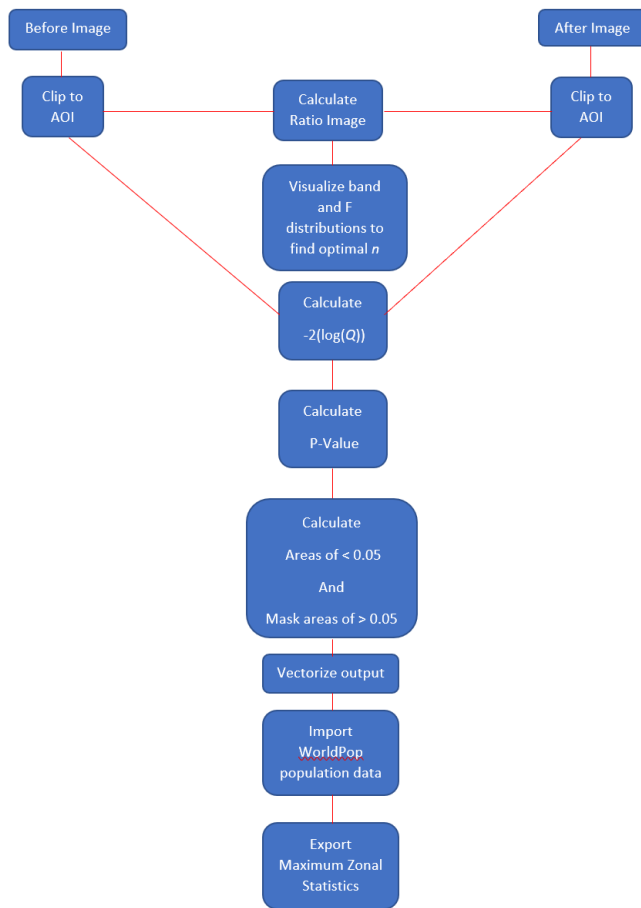 Before Image
After Image
Clip to
AOI
Calculate
Ratio Image
Clip to
AOI
Visualize band
and F
distributions to
find optimal n
Calculate
-2(log(Q))
Calculate
P-Value
Calculate
Areas of < 0.05
And
Mask areas of > 0.05
Vectorize output
Import
WorldPop
population data
Export
Maximum Zonal
Statistics